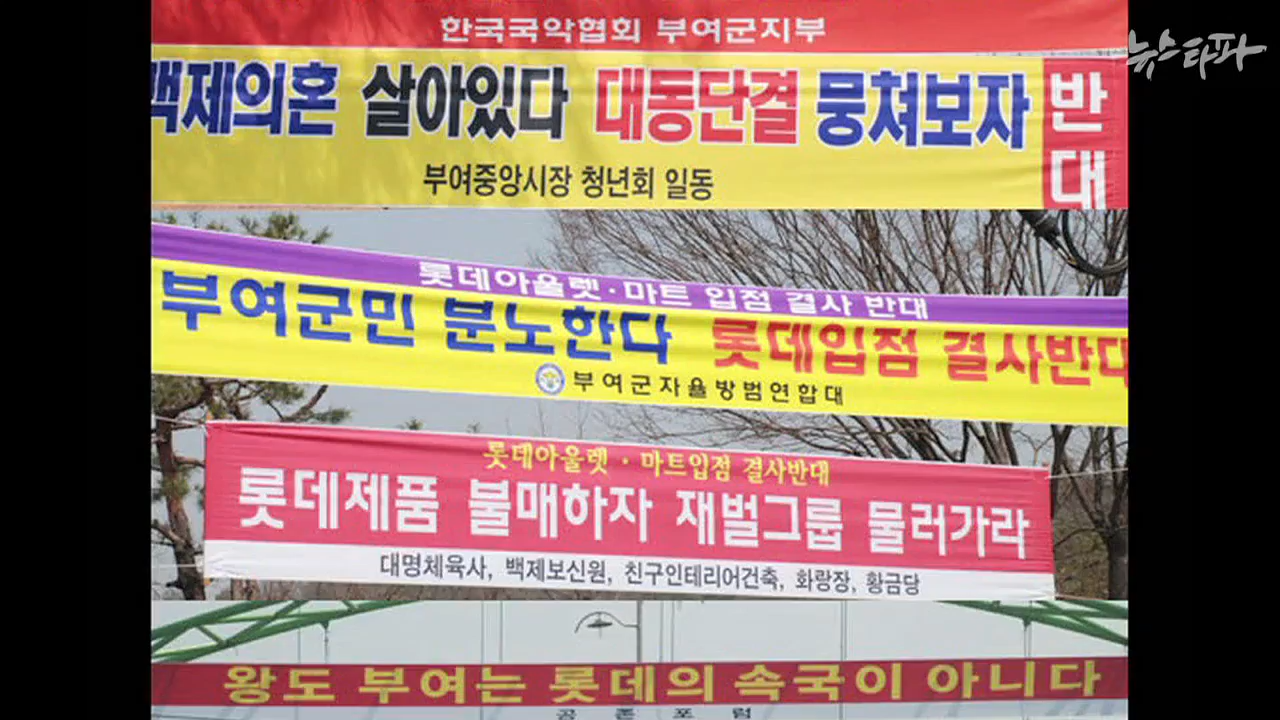 한국국악협회 부여군지부
뉴스타파
백제의혼 살아있다 대동단결 뭉쳐보자
반대
부여중앙시장 청년회 일동
롯데아울렛·마트 입점 결사 반대
부여군민 분노한다 롯데입점 결사반대
부여군자율방범연합대
롯데아울렛·마트입점 결사반대
롯데제품 불매하자 재벌그룹 물러가라
대명체육사, 백제보신원, 친구인테리어건축, 화랑장, 황금당
왕도 부여는 롯데의 속국이 아니다